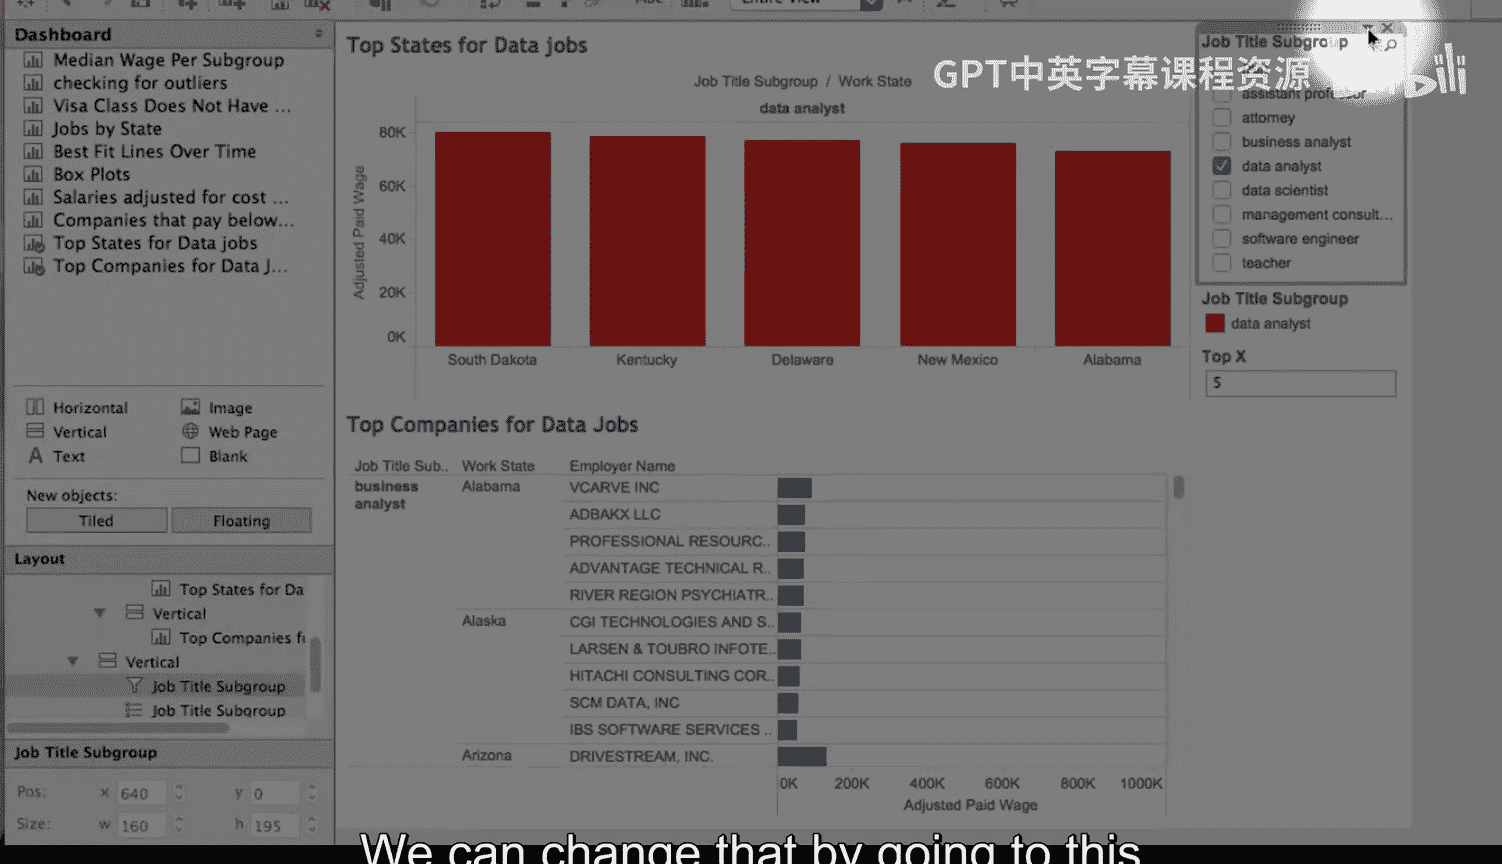 Dashboard
Median Wage Per Subgroup
checking for outliers
Visa Class Does Not Have ...
Jobs by State
Best Fit Lines Over Time
Box Plots
Salaries adjusted for cost ...
Companies that pay below...
Top States for Data jobs
Top Companies for Data J...
Horizontal
Image
Vertical
Web Page
Text
Blank
New objects:
Tiled
Floating
Layout
Top States for Da
Vertical
Top Companies fo
Vertical
Job Title Subgroup
Job Title Subgroup
Job Title Subgroup
Pos:
x 640
y 0
Size:
w 160
h 195
Entire View
Top States for Data jobs
Job Title Subgroup / Work State
data analyst
Adjusted Paid Wage
80K
60K
40K
20K
0K
South Dakota
Kentucky
Delaware
New Mexico
Alabama
Top Companies for Data Jobs
Job Title Sub..
Work State
Employer Name
business analyst
Alabama
VCARVE INC
ADBAKX LLC
PROFESSIONAL RESOURC..
ADVANTAGE TECHNICAL R..
RIVER REGION PSYCHIATR..
Alaska
CGI TECHNOLOGIES AND S..
LARSEN & TOUBRO INFOTE..
HITACHI CONSULTING COR..
SCM DATA, INC
IBS SOFTWARE SERVICES ..
Arizona
DRIVESTREAM, INC.
0K
200K
400K
600K
800K
1000K
Adjusted Paid Wage
Job Title Subgroup
GPT中英字幕课程资源
assistant professor
attorney
business analyst
data analyst
data scientist
management consult...
software engineer
teacher
Job Title Subgroup
data analyst
Top X
5
We can change that by going to this